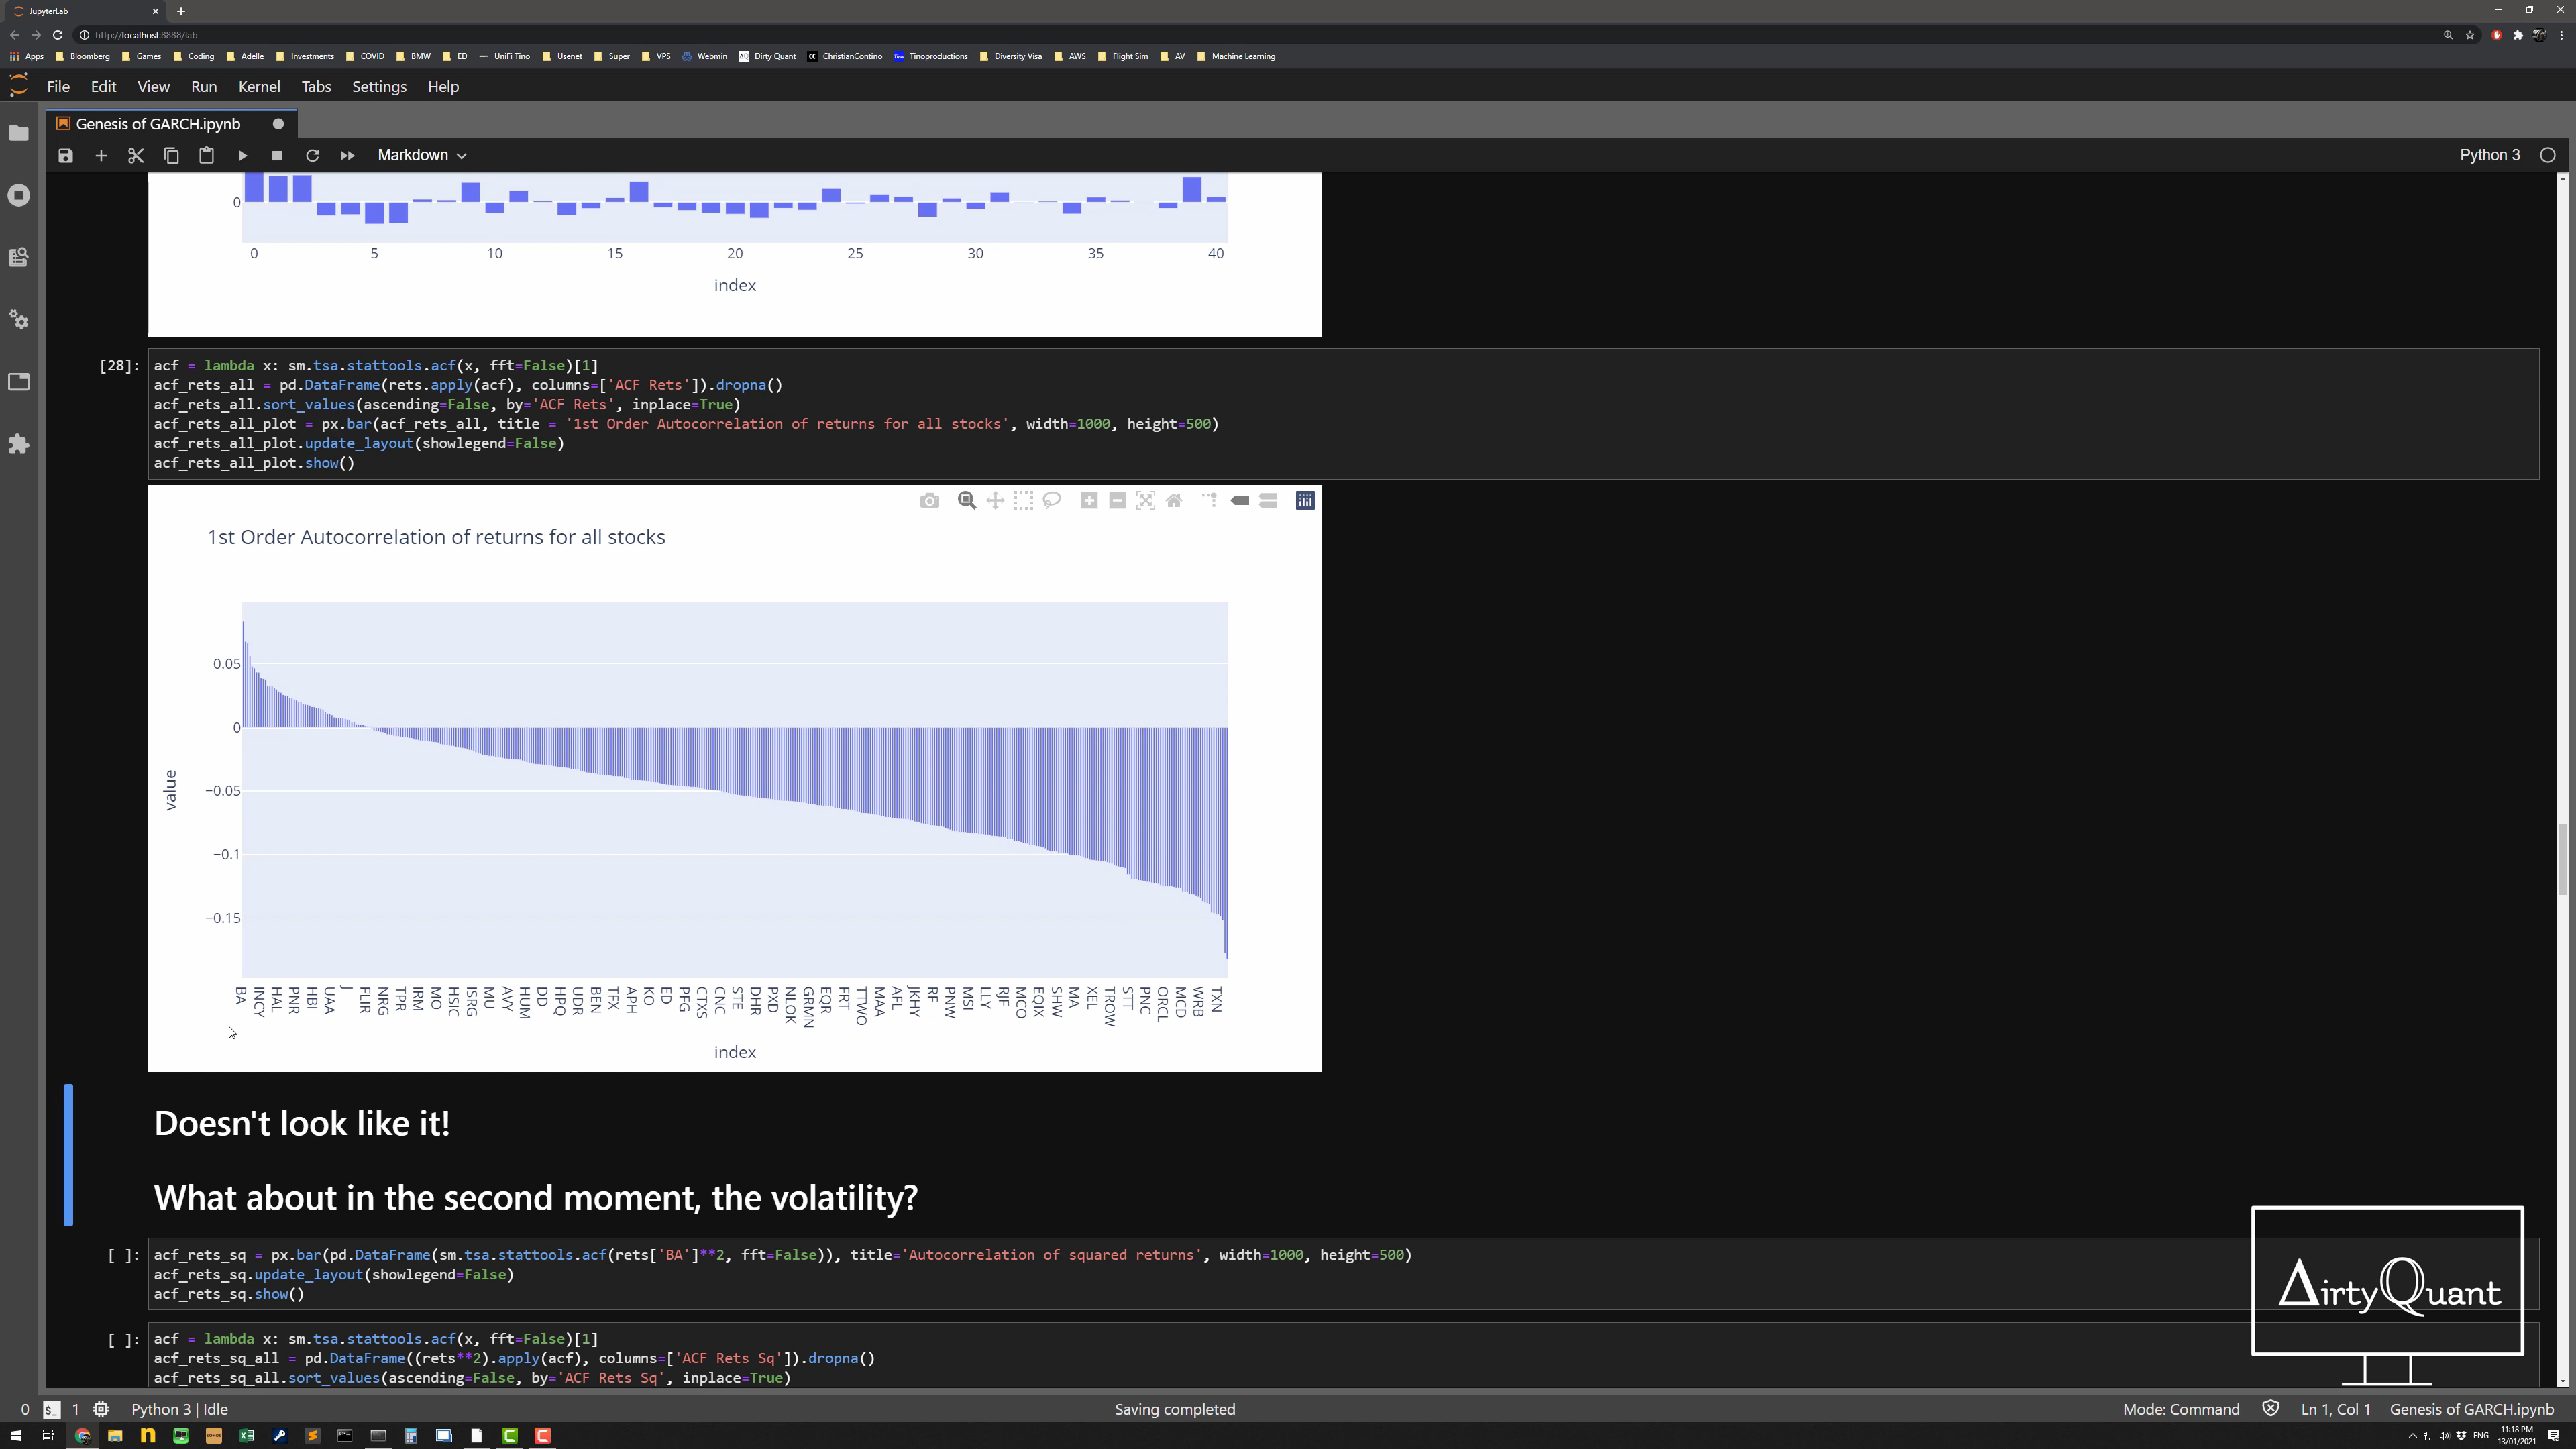 JupyterLab
http://localhost:8888/lab
Apps Bloomberg Games Coding Adelle Investments COVID BMW ED UniFi Tino Usenet Super VPS Webmin Dirty Quant ChristianContino Tinoproductions Diversity Visa AWS Flight Sim AV Machine Learning
File Edit View Run Kernel Tabs Settings Help
Genesis of GARCH.ipynb
Markdown Python 3
0
0 5 10 15 20 25 30 35 40
index
[28]: acf = lambda x: sm.tsa.stattools.acf(x, fft=False)[1]
acf_rets_all = pd.DataFrame(rets.apply(acf), columns=['ACF Rets']).dropna()
acf_rets_all.sort_values(ascending=False, by='ACF Rets', inplace=True)
acf_rets_all_plot = px.bar(acf_rets_all, title = '1st Order Autocorrelation of returns for all stocks', width=1000, height=500)
acf_rets_all_plot.update_layout(showlegend=False)
acf_rets_all_plot.show()
1st Order Autocorrelation of returns for all stocks
0.05
0
−0.05
−0.1
−0.15
value
BA INCY HAL PNR HBI UAA J FLIR NRG TPR IRM MO HSIC ISRG MU AVY HUM DD HPQ UDR BEN TFX APH KO ED PFG CTXS CNC STE DHR PXD NLOK GRMN EQR FRT TTWO MAA AFL JKHY RF PNW MSI LLY RJF MCO EQIX SHW MA XEL TROW STT PNC ORCL MCD WRB TXN
index
Doesn't look like it!
What about in the second moment, the volatility?
[ ]: acf_rets_sq = px.bar(pd.DataFrame(sm.tsa.stattools.acf(rets['BA']**2, fft=False)), title='Autocorrelation of squared returns', width=1000, height=500)
acf_rets_sq.update_layout(showlegend=False)
acf_rets_sq.show()
[ ]: acf = lambda x: sm.tsa.stattools.acf(x, fft=False)[1]
acf_rets_sq_all = pd.DataFrame((rets**2).apply(acf), columns=['ACF Rets Sq']).dropna()
acf_rets_sq_all.sort_values(ascending=False, by='ACF Rets Sq', inplace=True)
ΔirtyQuant
0 $_ 1 Python 3 | Idle Saving completed Mode: Command Ln 1, Col 1 Genesis of GARCH.ipynb
ENG 11:18 PM
13/01/2021